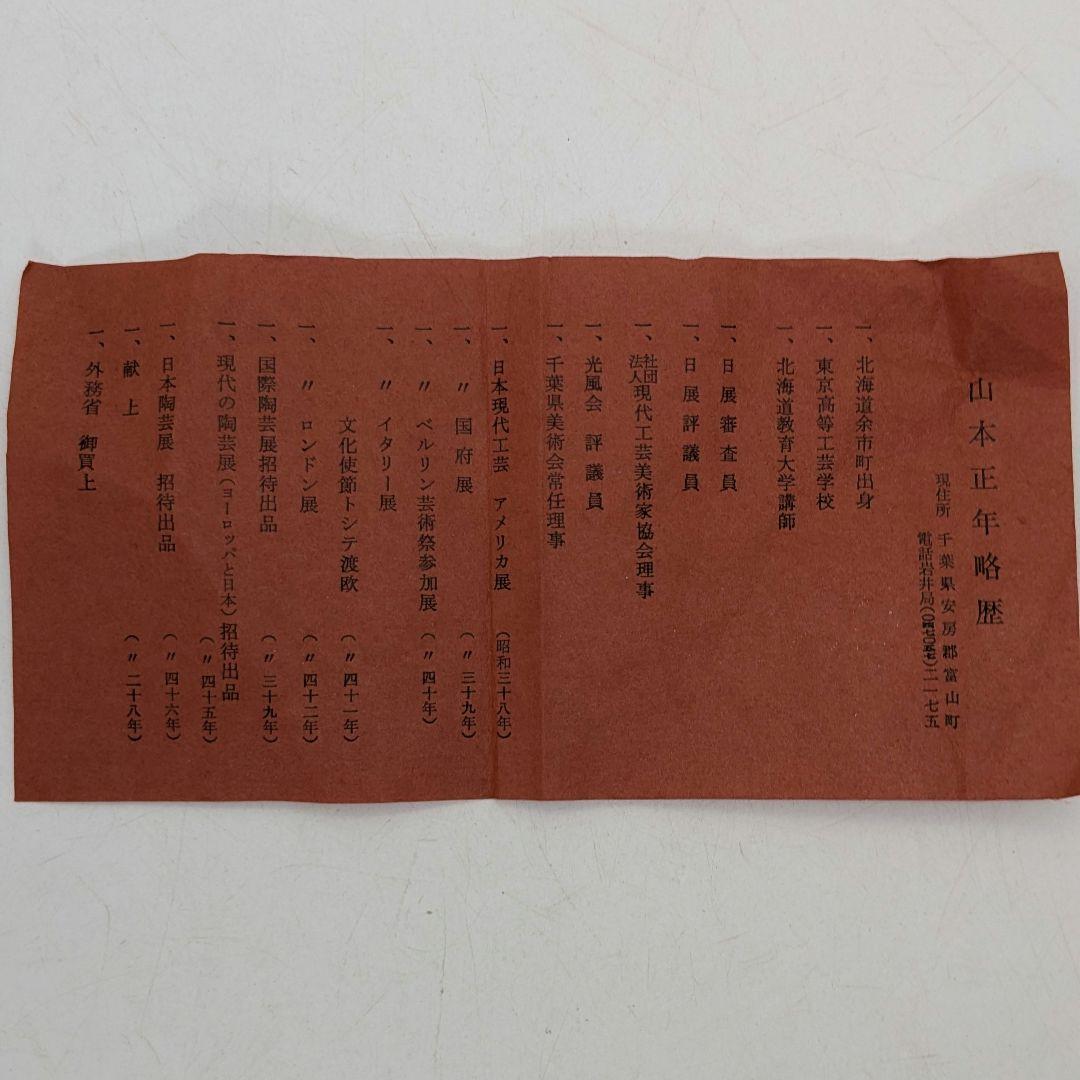 山本正年略歴
現住所 千葉県安房郡富山町
電話岩井局 二一七五
一、北海道余市町出身
一、東京高等工芸学校
一、北海道教育大学講師
一、日展審査員
一、日展評議員
一、社団法人現代工芸美術家協会理事
一、光風会評議員
一、千葉県美術会常任理事
一、日本現代工芸 アメリカ展 (昭和三十八年)
一、〃 国府展 (〃 三十九年)
一、〃 ベルリン芸術祭参加展 (〃 四十年)
一、〃 イタリー展
文化使節トシテ渡欧 (〃 四十一年)
一、〃 ロンドン展 (〃 四十二年)
一、国際陶芸展招待出品 (〃 三十九年)
一、現代の陶芸展(ヨーロッパと日本)招待出品
(〃 四十五年)
一、日本陶芸展 招待出品 (〃 四十六年)
一、献上 (〃 二十八年)
一、外務省 御買上